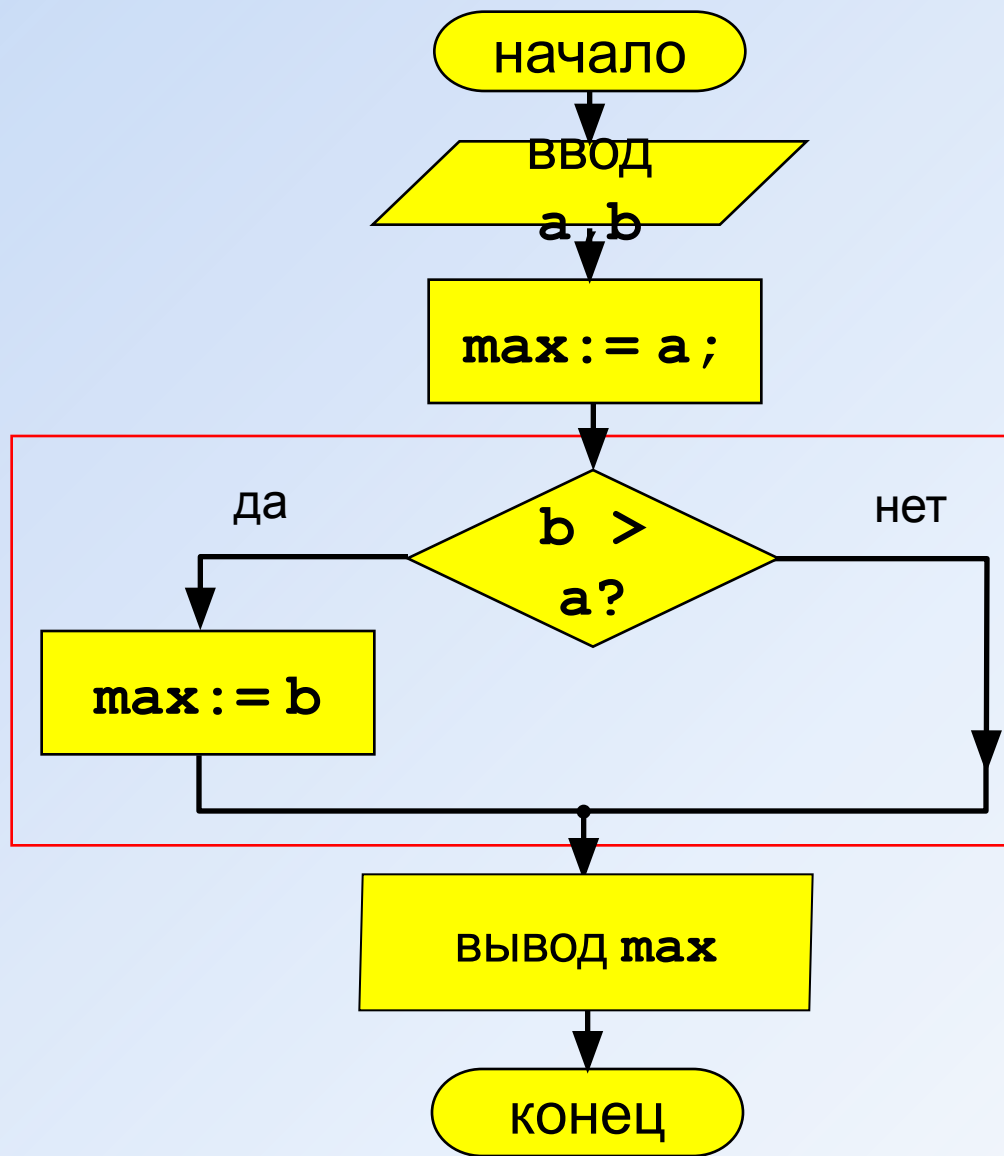 начало
ввод
a,b
max:= a;
да
b >
a?
нет
max:= b
вывод max
конец